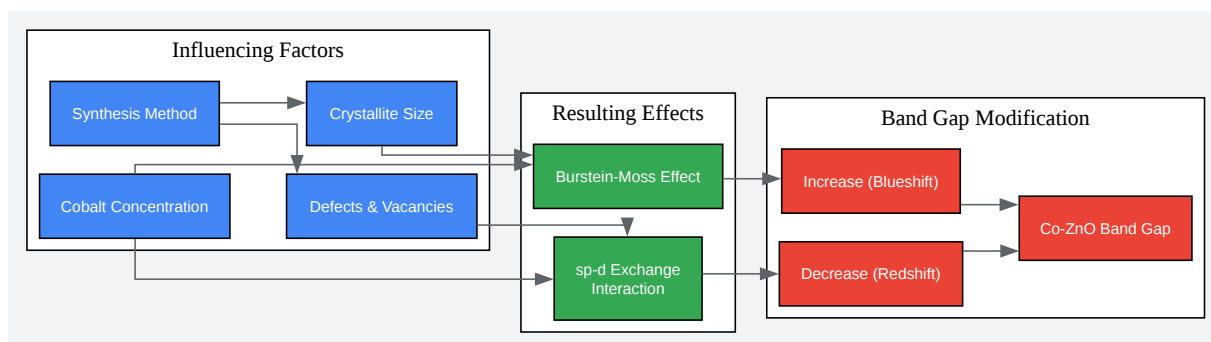 Influencing Factors
Synthesis Method
Crystallite Size
Cobalt Concentration
Defects & Vacancies
Resulting Effects
Burstein-Moss Effect
sp-d Exchange
Interaction
Band Gap Modification
Increase (Blueshift)
Decrease (Redshift)
Co-ZnO Band Gap